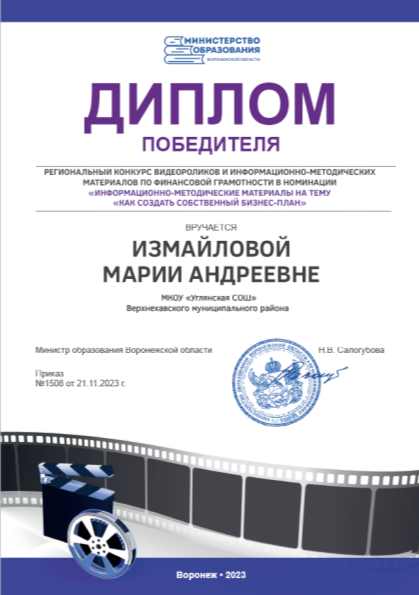 МИНИСТЕРСТВО
ОБРАЗОВАНИЯ
ВОРОНЕЖСКОЙ ОБЛАСТИ
ДИПЛОМ
ПОБЕДИТЕЛЯ
РЕГИОНАЛЬНЫЙ КОНКУРС ВИДЕОРОЛИКОВ И ИНФОРМАЦИОННО-МЕТОДИЧЕСКИХ
МАТЕРИАЛОВ ПО ФИНАНСОВОЙ ГРАМОТНОСТИ В НОМИНАЦИИ
«ИНФОРМАЦИОННО-МЕТОДИЧЕСКИЕ МАТЕРИАЛЫ НА ТЕМУ
«КАК СОЗДАТЬ СОБСТВЕННЫЙ БИЗНЕС-ПЛАН»
ВРУЧАЕТСЯ
ИЗМАЙЛОВОЙ
МАРИИ АНДРЕЕВНЕ
МКОУ «Углянская СОШ»
Верхнехавского муниципального района
Министр образования Воронежской области Н.В. Салогубова
Приказ
№1508 от 21.11.2023 г.
Воронеж • 2023